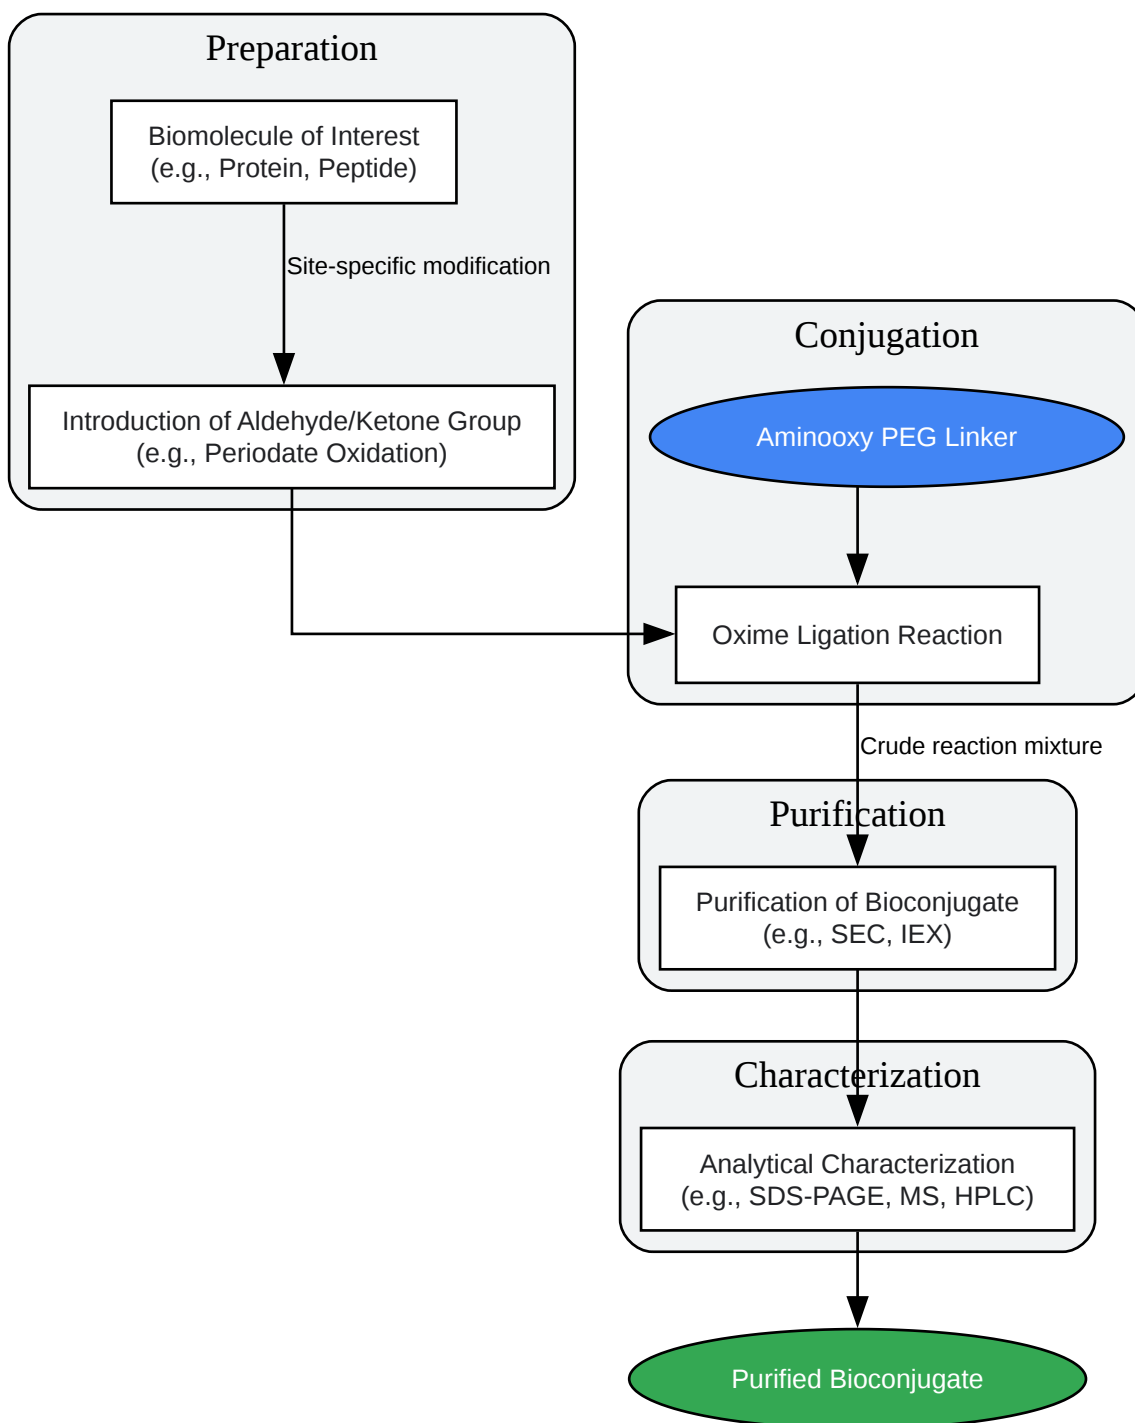 Preparation
Biomolecule of Interest
(e.g., Protein, Peptide)
Site-specific modification
Introduction of Aldehyde/Ketone Group
(e.g., Periodate Oxidation)
Conjugation
Aminooxy PEG Linker
Oxime Ligation Reaction
Crude reaction mixture
Purification
Purification of Bioconjugate
(e.g., SEC, IEX)
Characterization
Analytical Characterization
(e.g., SDS-PAGE, MS, HPLC)
Purified Bioconjugate